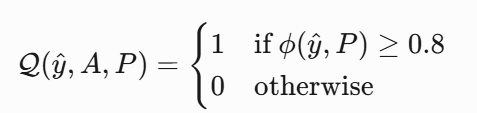 𝒬(ŷ, A, P) = { 1 if ϕ(ŷ, P) ≥ 0.8
0 otherwise